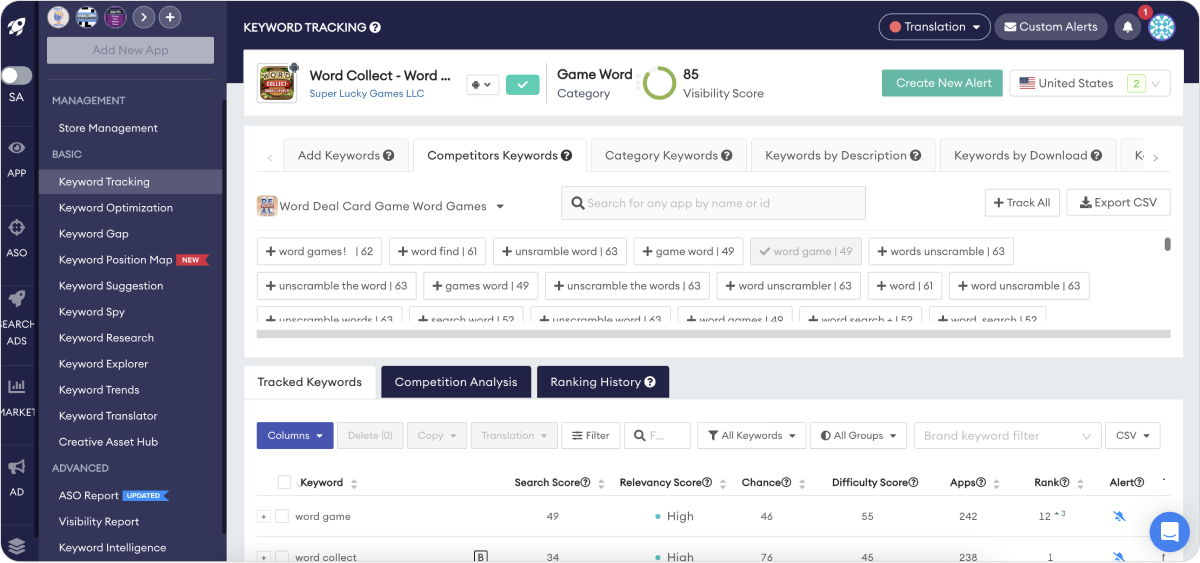 KEYWORD TRACKING
Translation
Custom Alerts
1
Add New App
SA
APP
ASO
SEARCH
ADS
MARKET
AD
MANAGEMENT
Store Management
BASIC
Keyword Tracking
Keyword Optimization
Keyword Gap
Keyword Position Map NEW
Keyword Suggestion
Keyword Spy
Keyword Research
Keyword Explorer
Keyword Trends
Keyword Translator
Creative Asset Hub
ADVANCED
ASO Report UPDATED
Visibility Report
Keyword Intelligence
WORD
COLLECT
Word Collect - Word ...
Super Lucky Games LLC
Game Word
Category
85
Visibility Score
Create New Alert
United States 2
Add Keywords
Competitors Keywords
Category Keywords
Keywords by Description
Keywords by Download
Word Deal Card Game Word Games
Search for any app by name or id
+ Track All
Export CSV
+ word games! | 62
+ word find | 61
+ unsramble word | 63
+ game word | 49
word game | 49
+ words unscramble | 63
+ unscramble the word | 63
+ games word | 49
+ unscramble the words | 63
+ word unscrambler | 63
+ word | 61
+ word unscramble | 63
+ unscramble words | 63
+ search word | 52
+ unscramble word | 63
+ word games | 49
+ word search + | 52
+ word search | 52
Tracked Keywords
Competition Analysis
Ranking History
Columns
Delete (0)
Copy
Translation
Filter
F...
All Keywords
All Groups
Brand keyword filter
CSV
Keyword
Search Score
Relevancy Score
Chance
Difficulty Score
Apps
Rank
Alert
+ word game 49 High 46 55 242 12 3
+ word collect B 34 High 76 45 238 1